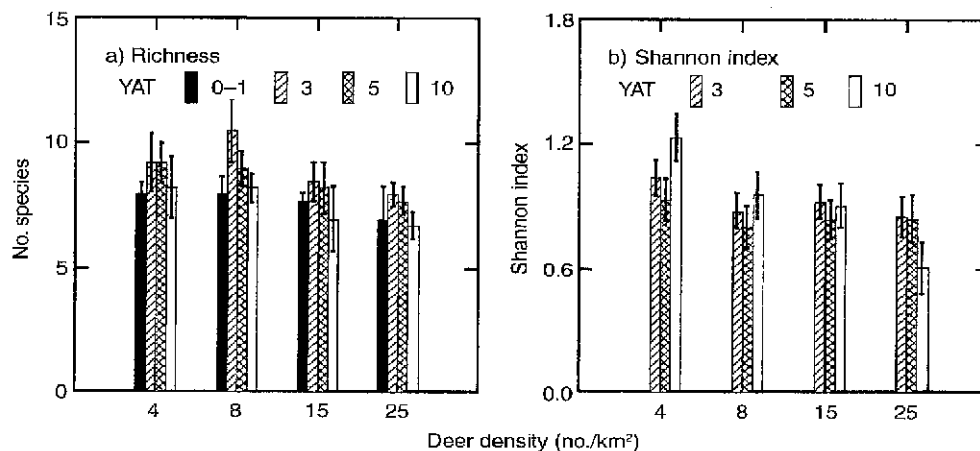 15
10
5
0
No. species
a) Richness
YAT 0–1 3 5 10
4 8 15 25
1.8
1.2
0.6
0.0
Shannon index
b) Shannon index
YAT 3 5 10
4 8 15 25
Deer density (no./km²)